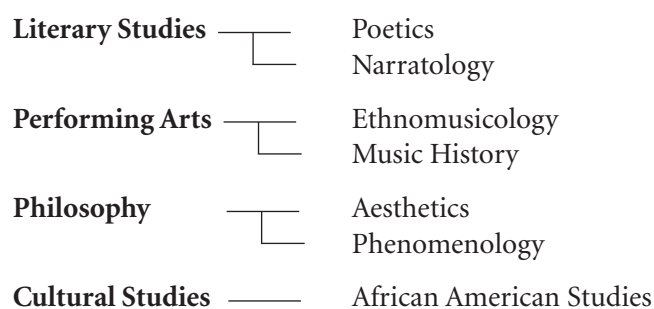 Literary Studies Poetics
Narratology
Performing Arts Ethnomusicology
Music History
Philosophy Aesthetics
Phenomenology
Cultural Studies African American Studies